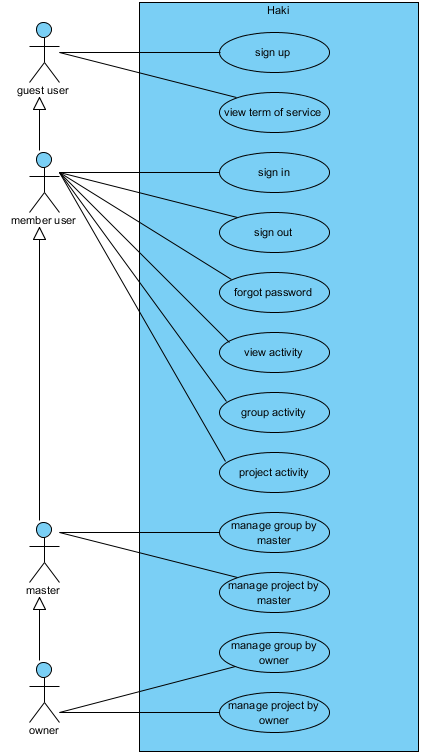 Haki
sign up
guest user
view term of service
sign in
member user
sign out
forgot password
view activity
group activity
project activity
manage group by
master
master
manage project by
master
manage group by
owner
manage project by
owner
owner